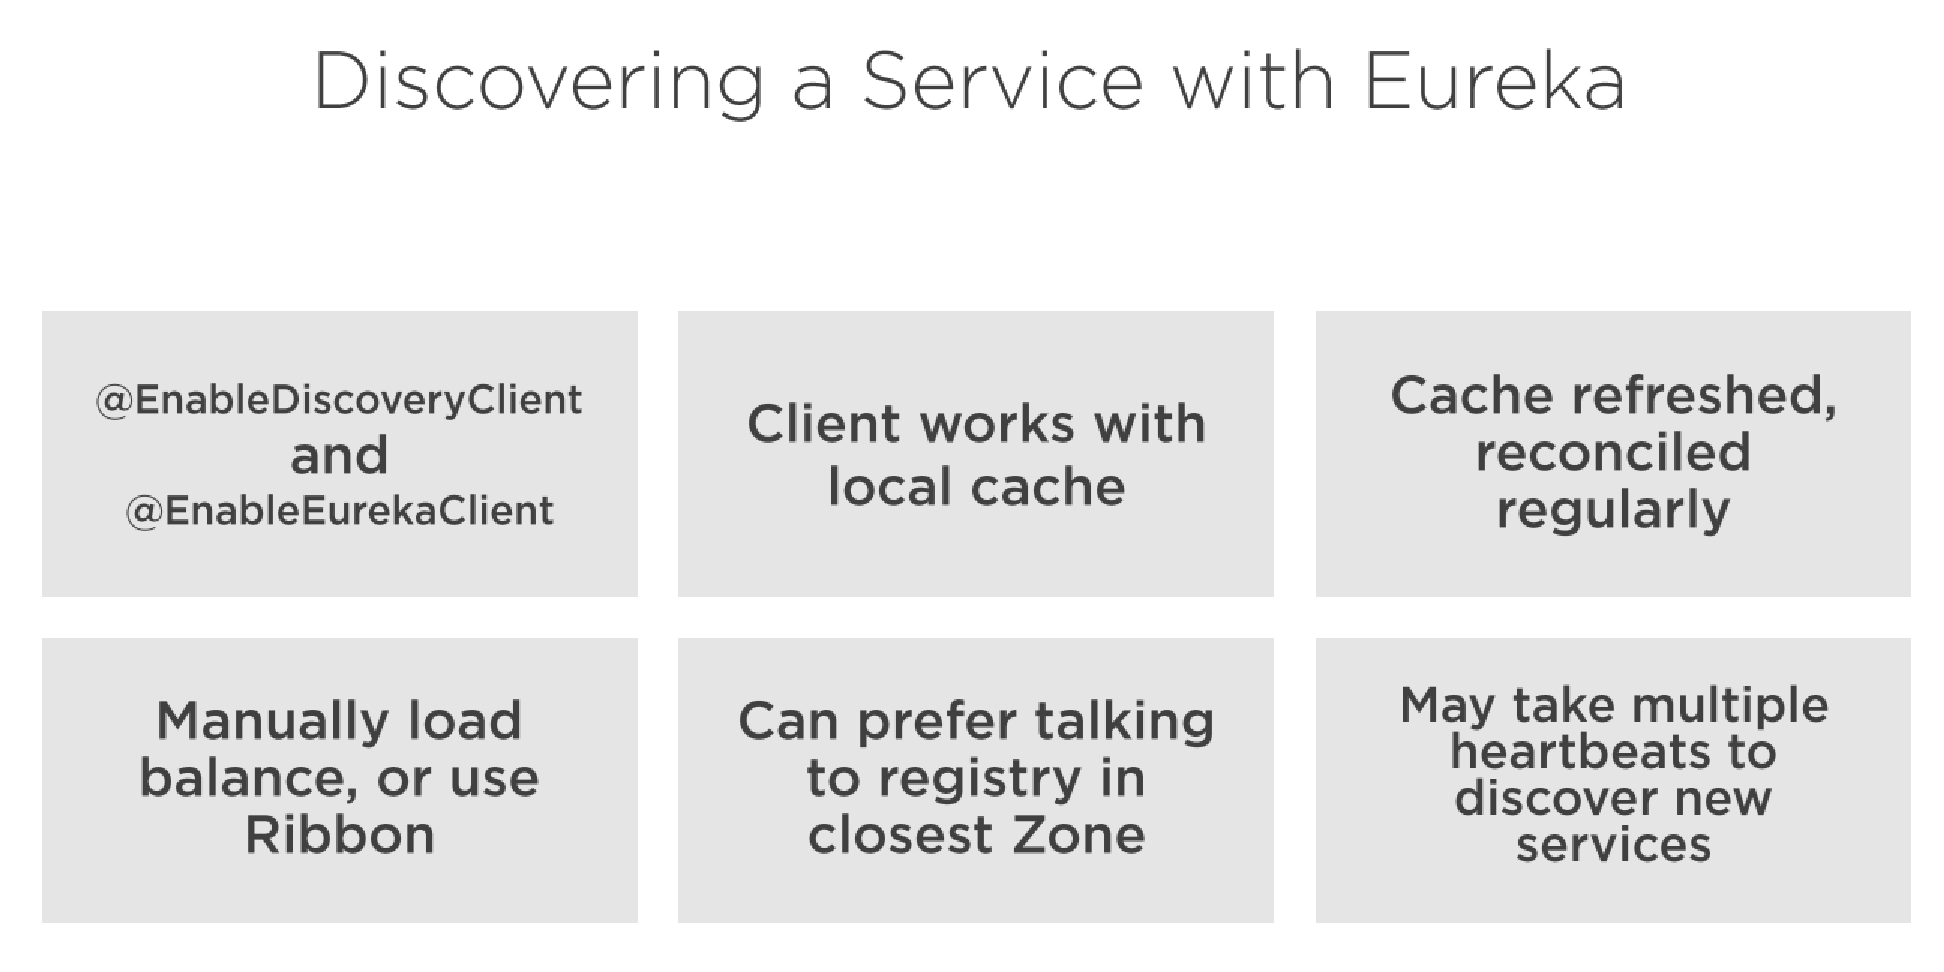 Discovering a Service with Eureka
@EnableDiscoveryClient
and
@EnableEurekaClient
Client works with
local cache
Cache refreshed,
reconciled
regularly
Manually load
balance, or use
Ribbon
Can prefer talking
to registry in
closest Zone
May take multiple
heartbeats to
discover new
services